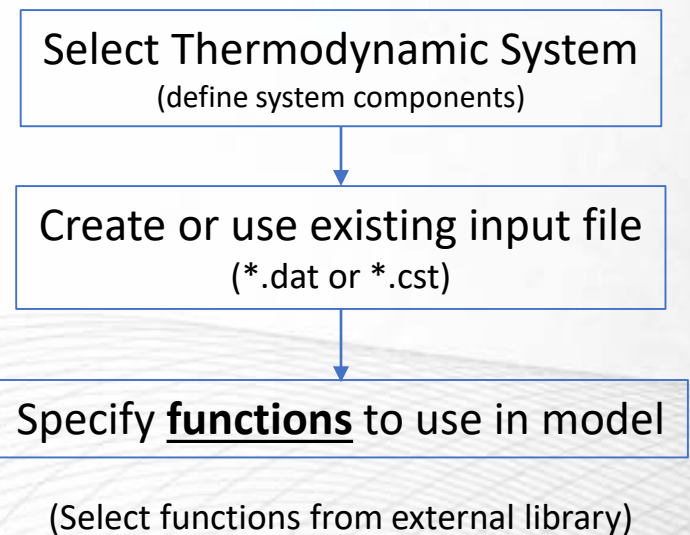 Select Thermodynamic System
(define system components)
Create or use existing input file
(*.dat or *.cst)
Specify functions to use in model
(Select functions from external library)